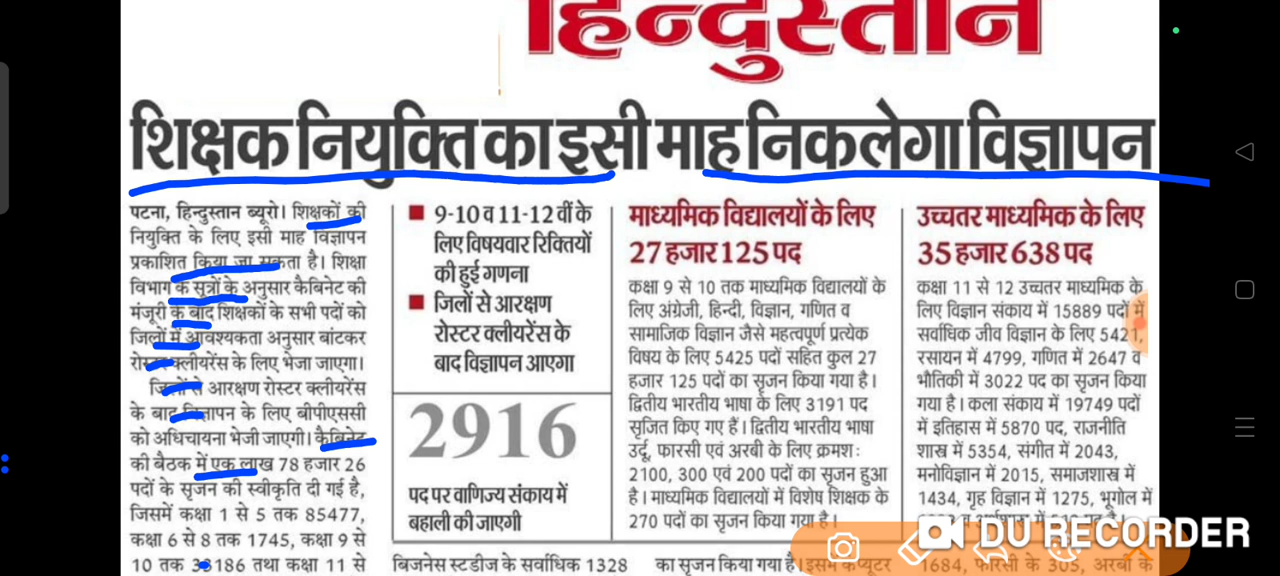 हिन्दुस्तान
शिक्षक नियुक्ति का इसी माह निकलेगा विज्ञापन
पटना, हिन्दुस्तान ब्यूरो। शिक्षकों की
नियुक्ति के लिए इसी माह विज्ञापन
प्रकाशित किया जा सकता है। शिक्षा
विभाग के सूत्रों के अनुसार कैबिनेट की
मंजूरी के बाद शिक्षकों के सभी पदों को
जिलों में आवश्यकता अनुसार बांटकर
रोस्टर क्लीयरेंस के लिए भेजा जाएगा।
जिलों से आरक्षण रोस्टर क्लीयरेंस
के बाद विज्ञापन के लिए बीपीएससी
को अधियाचना भेजी जाएगी। कैबिनेट
की बैठक में एक लाख 78 हजार 26
पदों के सृजन की स्वीकृति दी गई है,
जिसमें कक्षा 1 से 5 तक 85477,
कक्षा 6 से 8 तक 1745, कक्षा 9 से
10 तक 33186 तथा कक्षा 11 से
9-10 व 11-12 वीं के
लिए विषयवार रिक्तियों
की हुई गणना
जिलों से आरक्षण
रोस्टर क्लीयरेंस के
बाद विज्ञापन आएगा
2916
पद पर वाणिज्य संकाय में
बहाली की जाएगी
बिजनेस स्टडीज के सर्वाधिक 1328
माध्यमिक विद्यालयों के लिए
27 हजार 125 पद
कक्षा 9 से 10 तक माध्यमिक विद्यालयों के
लिए अंग्रेजी, हिन्दी, विज्ञान, गणित व
सामाजिक विज्ञान जैसे महत्वपूर्ण प्रत्येक
विषय के लिए 5425 पदों सहित कुल 27
हजार 125 पदों का सृजन किया गया है।
द्वितीय भारतीय भाषा के लिए 3191 पद
सृजित किए गए हैं। द्वितीय भारतीय भाषा
उर्दू, फारसी एवं अरबी के लिए क्रमशः
2100, 300 एवं 200 पदों का सृजन हुआ
है। माध्यमिक विद्यालयों में विशेष शिक्षक के
270 पदों का सृजन किया गया है।
का सृजन किया गया है। इसमें कंप्यूटर
उच्चतर माध्यमिक के लिए
35 हजार 638 पद
कक्षा 11 से 12 उच्चतर माध्यमिक के
लिए विज्ञान संकाय में 15889 पदों में
सर्वाधिक जीव विज्ञान के लिए 5421,
रसायन में 4799, गणित में 2647 व
भौतिकी में 3022 पद का सृजन किया
गया है। कला संकाय में 19749 पदों
में इतिहास में 5870 पद, राजनीति
शास्त्र में 5354, संगीत में 2043,
मनोविज्ञान में 2015, समाजशास्त्र में
1434, गृह विज्ञान में 1275, भूगोल में
1684, फारसी के 305, अरबी के
DU RECORDER